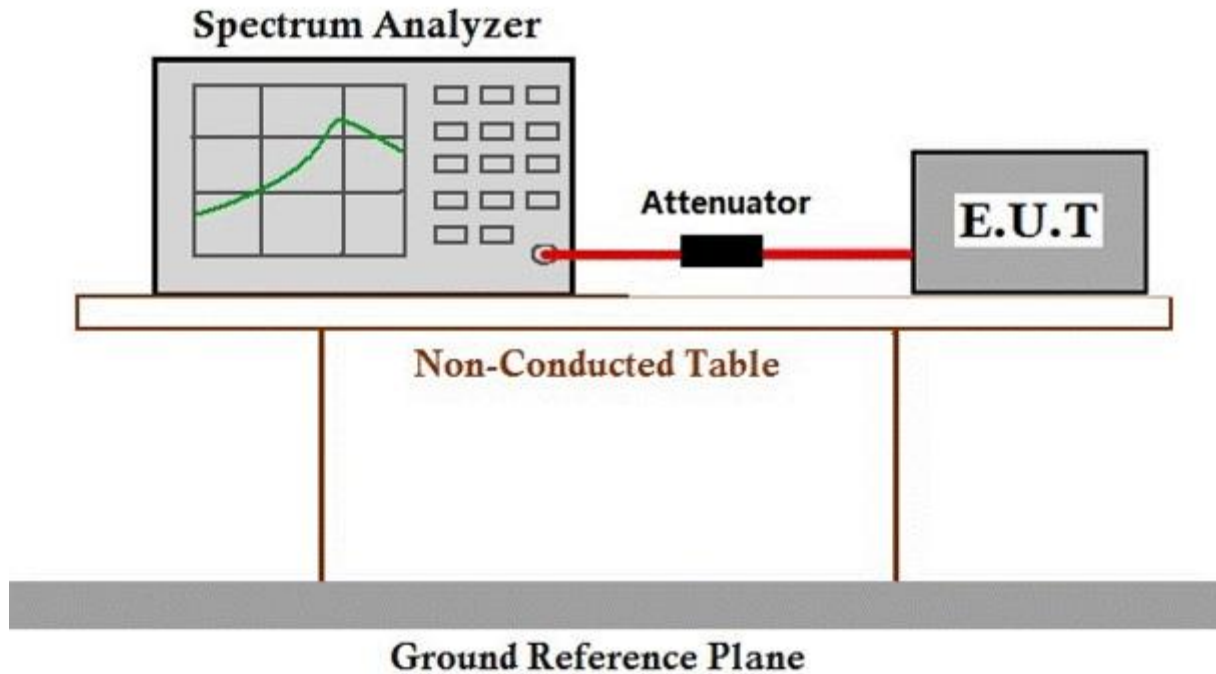 Spectrum Analyzer
Attenuator
E.U.T
Non-Conducted Table
Ground Reference Plane